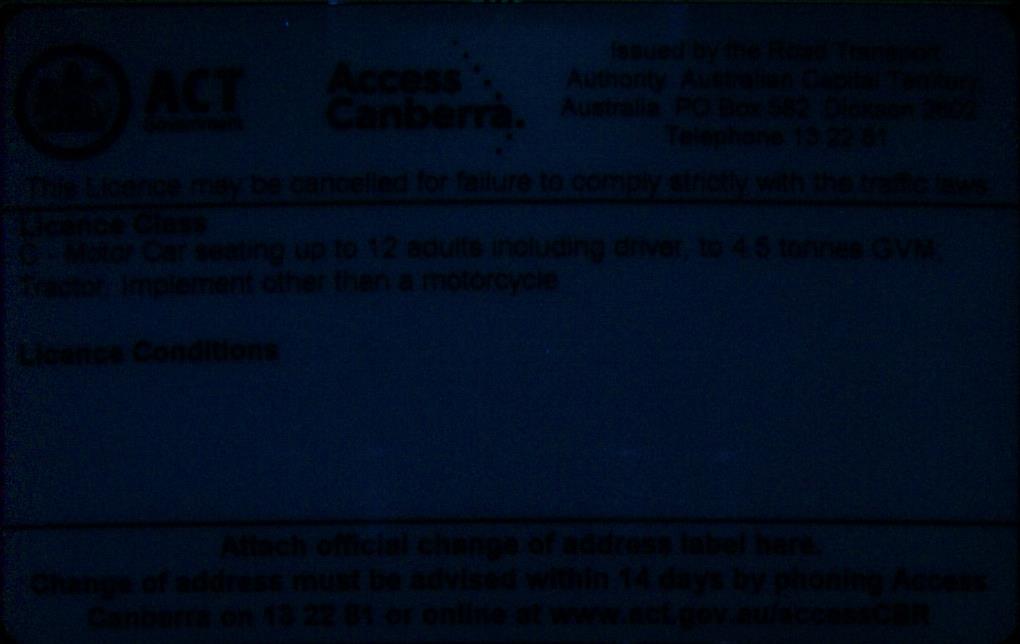 ACT
Government
Access
Canberra.
Issued by the Road Transport
Authority Australian Capital Territory,
Australia PO Box 582 Dickson 2602
Telephone 13 22 81
This Licence may be cancelled for failure to comply strictly with the traffic laws
Licence Class
C - Motor Car seating up to 12 adults including driver, to 4.5 tonnes GVM,
Tractor, Implement other than a motorcycle
Licence Conditions
Attach official change of address label here.
Change of address must be advised within 14 days by phoning Access
Canberra on 13 22 81 or online at www.act.gov.au/accessCBR